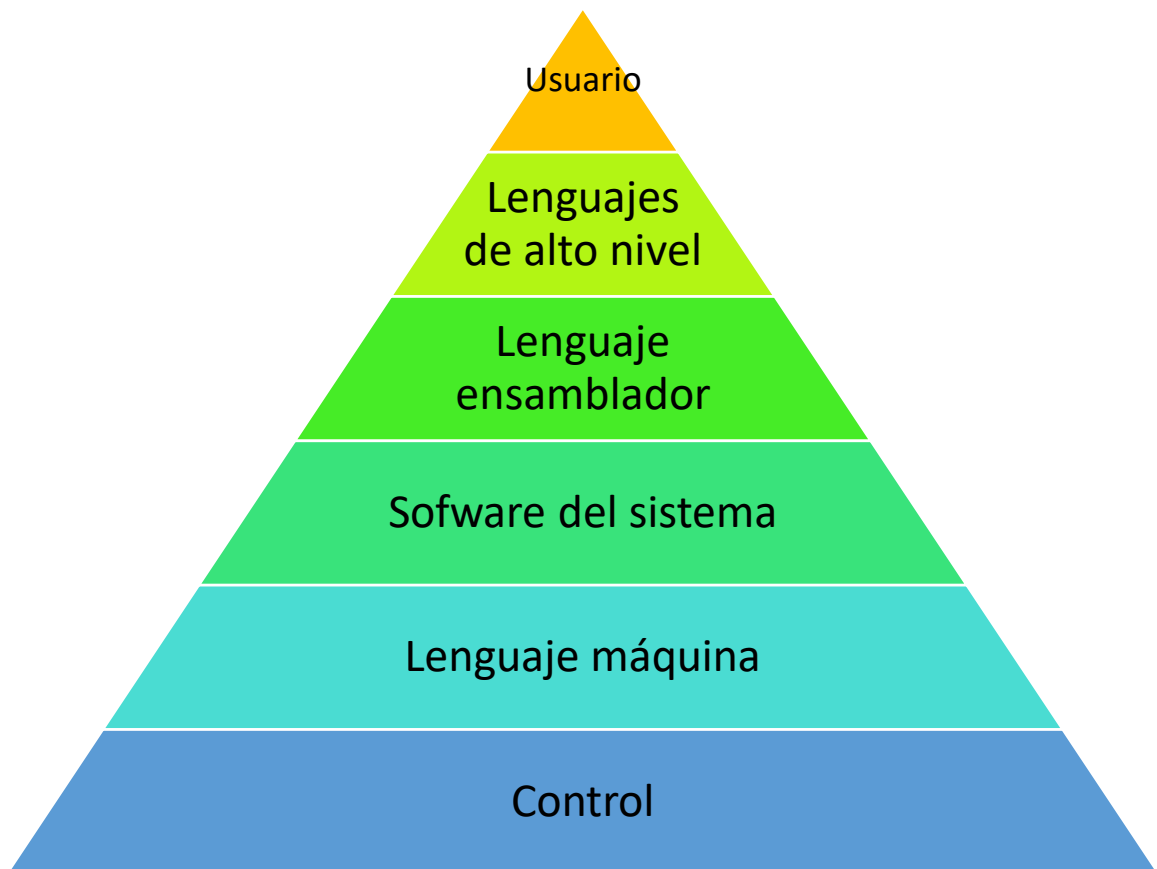 Usuario
Lenguajes
de alto nivel
Lenguaje
ensamblador
Sofware del sistema
Lenguaje máquina
Control